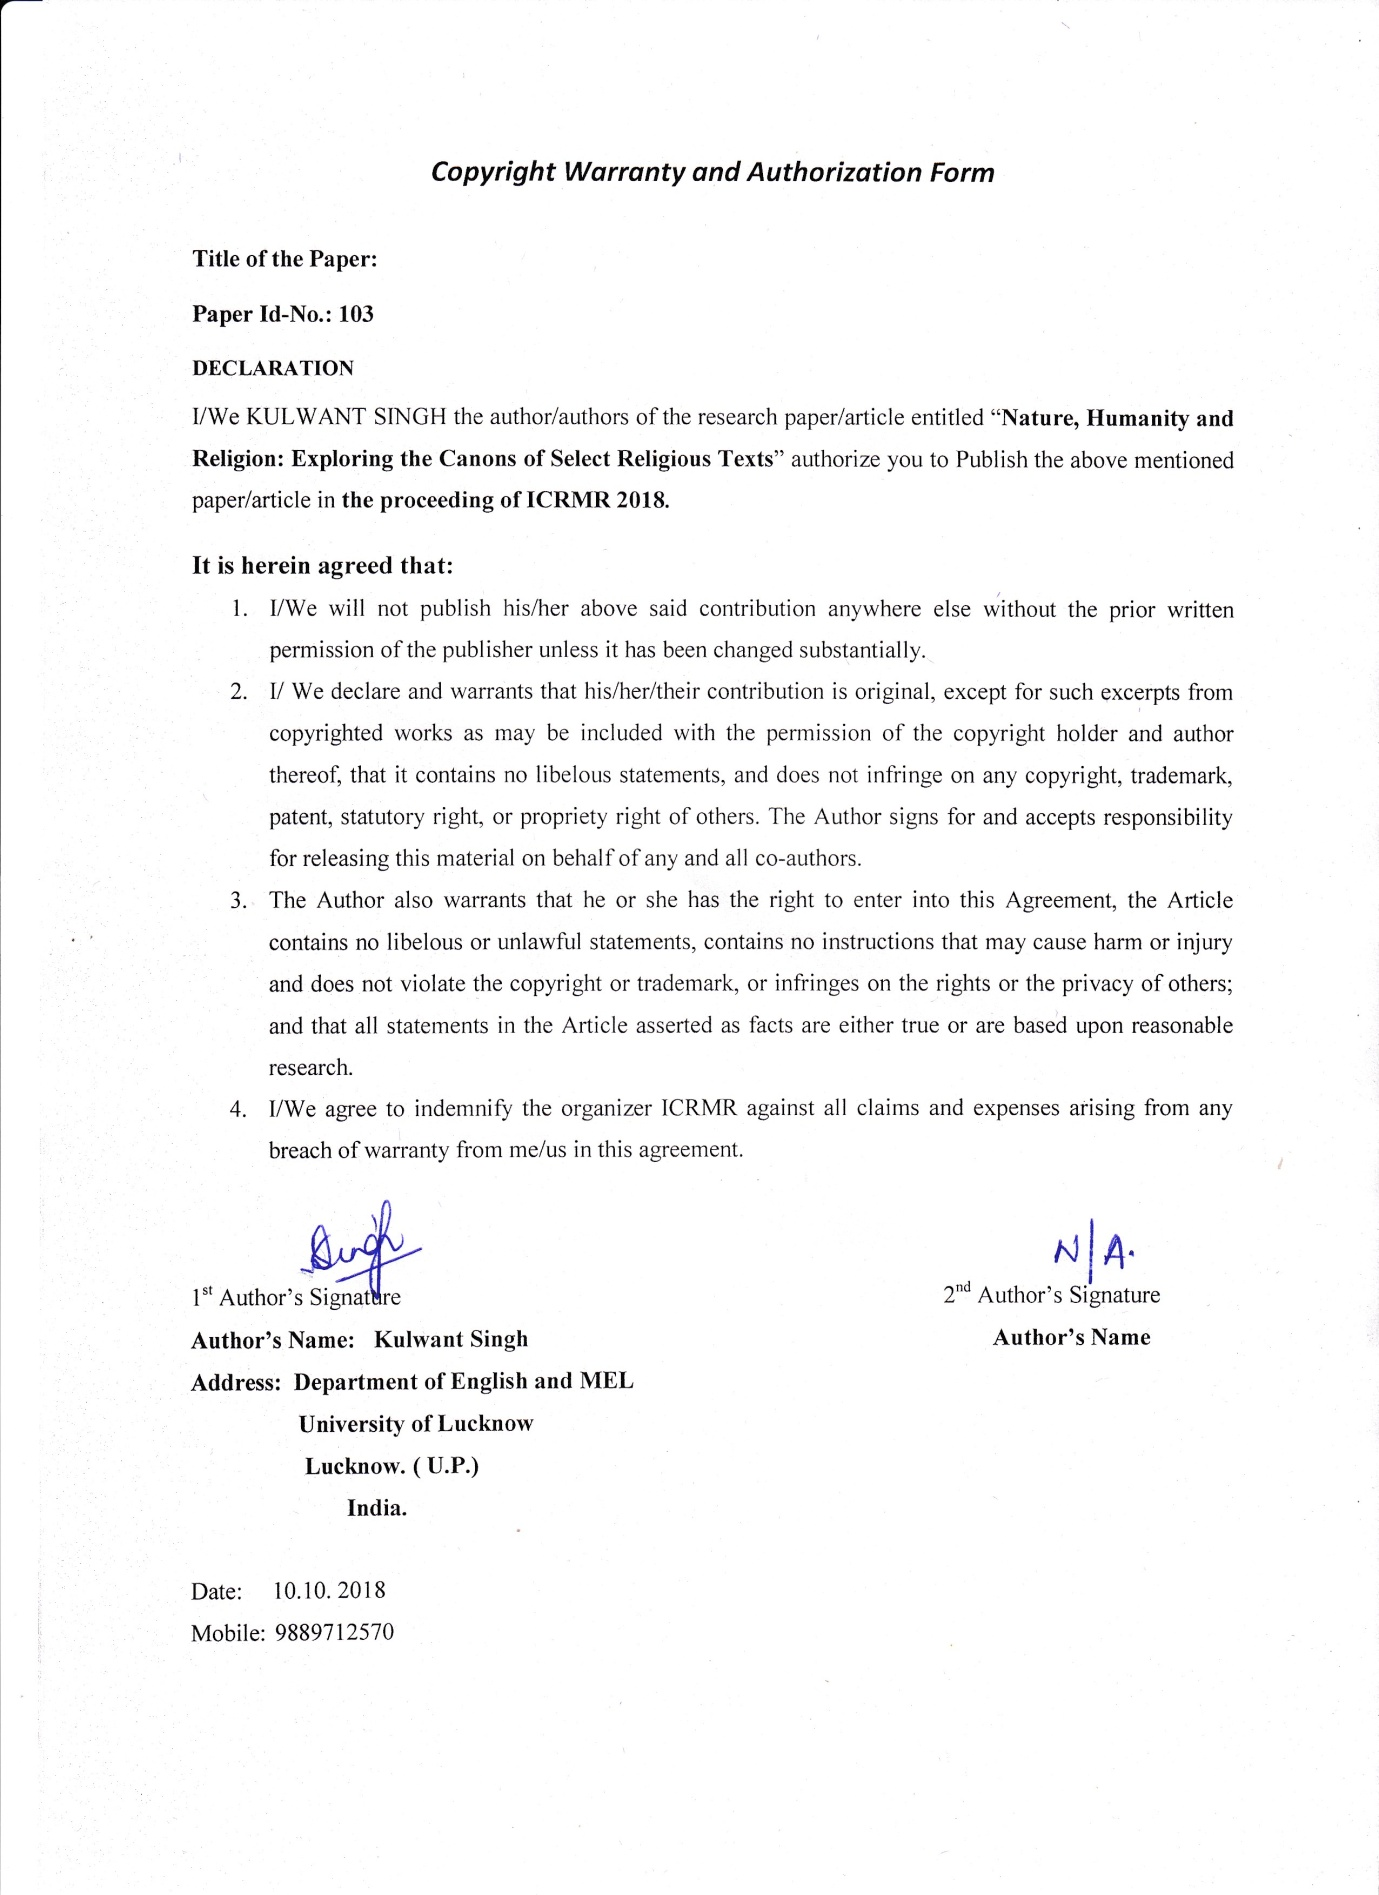 Copyright Warranty and Authorization Form
Title of the Paper:
Paper Id-No.: 103
DECLARATION
I/We KULWANT SINGH the author/authors of the research paper/article entitled “Nature, Humanity and
Religion: Exploring the Canons of Select Religious Texts” authorize you to Publish the above mentioned
paper/article in the proceeding of ICRMR 2018.
It is herein agreed that:
1. I/We will not publish his/her above said contribution anywhere else without the prior written
permission of the publisher unless it has been changed substantially.
2. I/ We declare and warrants that his/her/their contribution is original, except for such excerpts from
copyrighted works as may be included with the permission of the copyright holder and author
thereof, that it contains no libelous statements, and does not infringe on any copyright, trademark,
patent, statutory right, or propriety right of others. The Author signs for and accepts responsibility
for releasing this material on behalf of any and all co-authors.
3. The Author also warrants that he or she has the right to enter into this Agreement, the Article
contains no libelous or unlawful statements, contains no instructions that may cause harm or injury
and does not violate the copyright or trademark, or infringes on the rights or the privacy of others;
and that all statements in the Article asserted as facts are either true or are based upon reasonable
research.
4. I/We agree to indemnify the organizer ICRMR against all claims and expenses arising from any
breach of warranty from me/us in this agreement.
Singh N/A.
1st Author’s Signature 2nd Author’s Signature
Author’s Name: Kulwant Singh Author’s Name
Address: Department of English and MEL
University of Lucknow
Lucknow. ( U.P.)
India.
Date: 10.10. 2018
Mobile: 9889712570